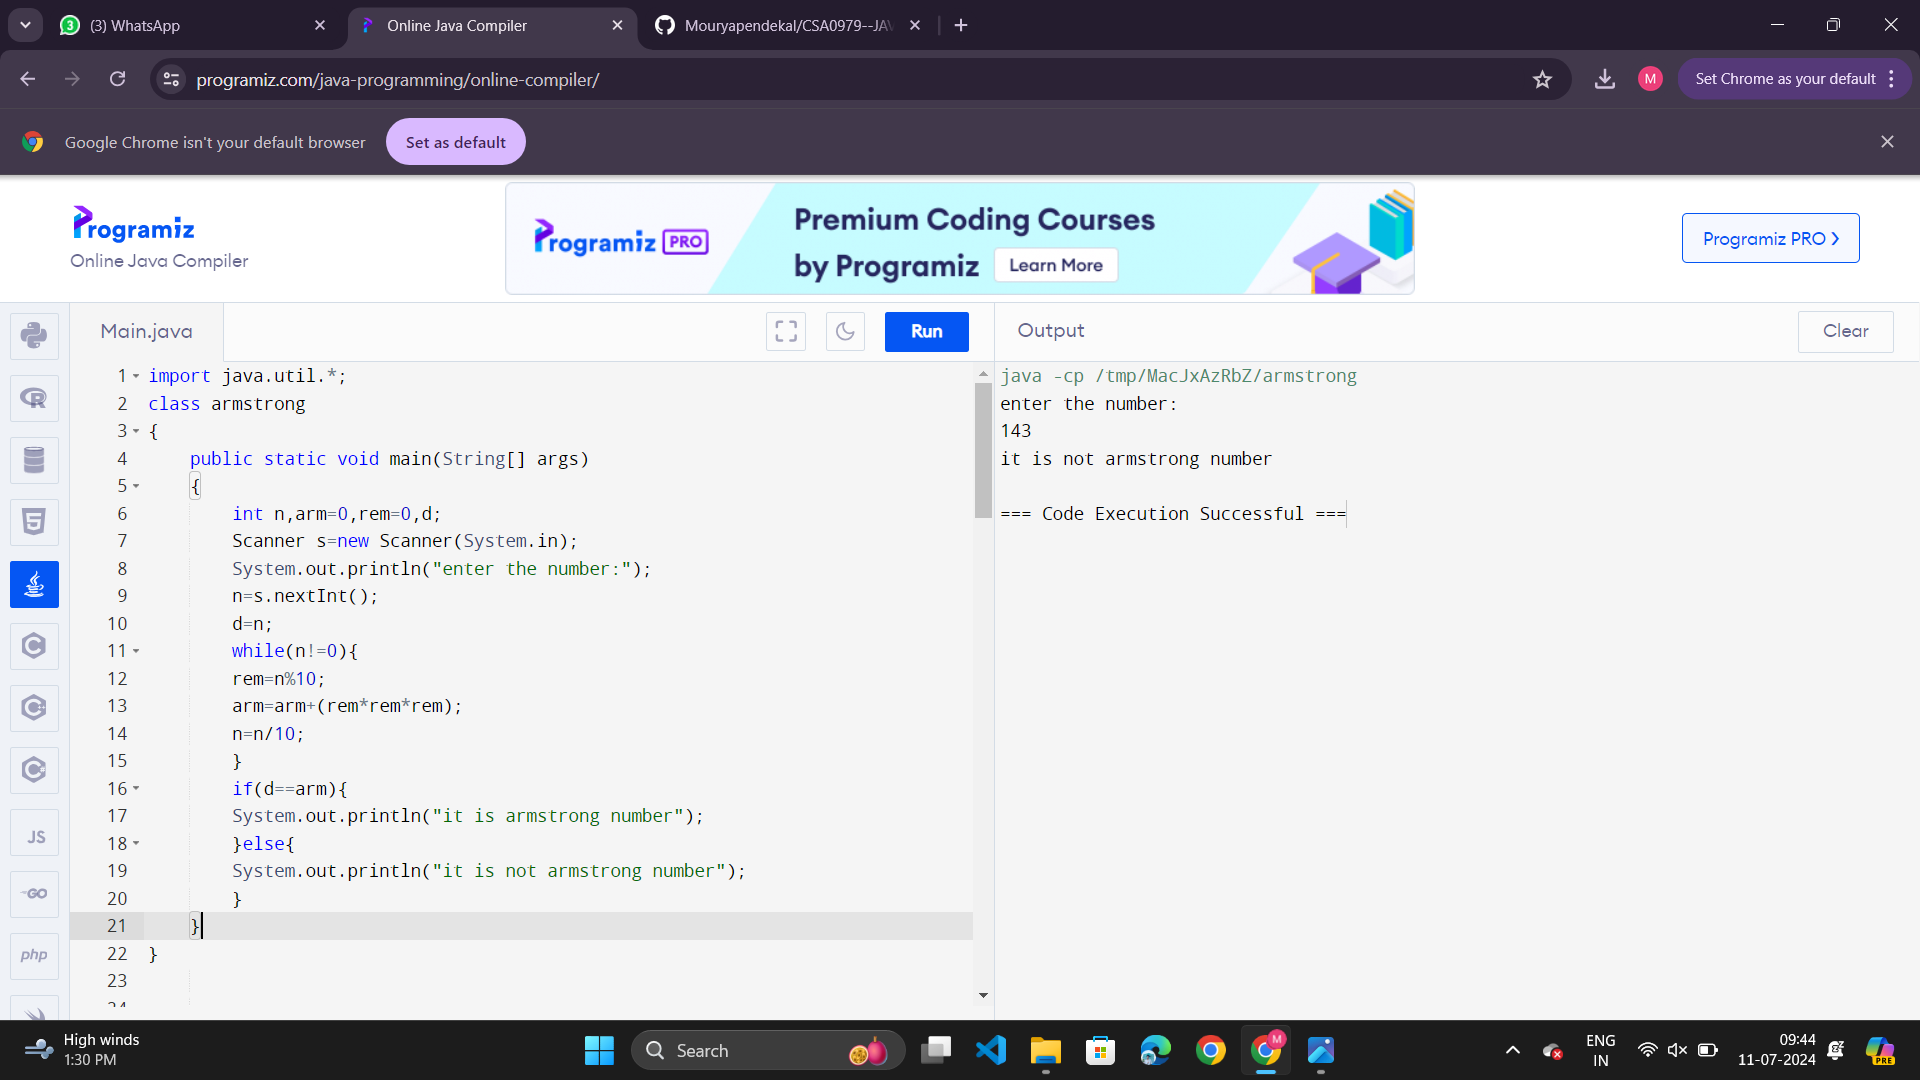 (3) WhatsApp
Online Java Compiler
Mouryapendekal/CSA0979--JAV
programiz.com/java-programming/online-compiler/
M
Set Chrome as your default
Google Chrome isn't your default browser
Set as default
Programiz
Online Java Compiler
Programiz PRO
Premium Coding Courses
by Programiz
Learn More
Programiz PRO
Main.java
Run
Output
Clear
1 import java.util.*;
2 class armstrong
3 {
4 public static void main(String[] args)
5 {
6 int n,arm=0,rem=0,d;
7 Scanner s=new Scanner(System.in);
8 System.out.println("enter the number:");
9 n=s.nextInt();
10 d=n;
11 while(n!=0){
12 rem=n%10;
13 arm=arm+(rem*rem*rem);
14 n=n/10;
15 }
16 if(d==arm){
17 System.out.println("it is armstrong number");
18 }else{
19 System.out.println("it is not armstrong number");
20 }
21 }
22 }
23
24
java -cp /tmp/MacJxAzRbZ/armstrong
enter the number:
143
it is not armstrong number
=== Code Execution Successful ===
JS
GO
php
High winds
1:30 PM
Search
ENG
IN
09:44
11-07-2024
PRE